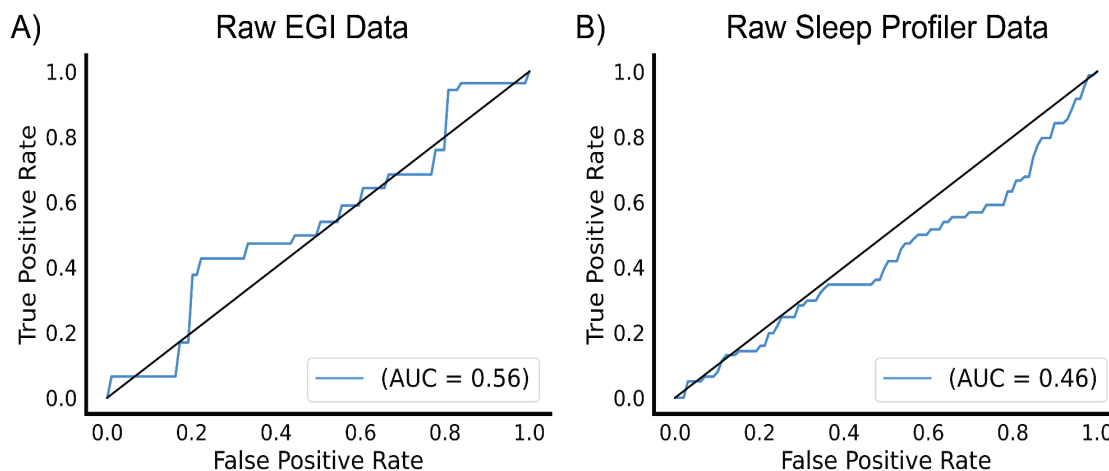 A)
Raw EGI Data
True Positive Rate
1.0
0.8
0.6
0.4
0.2
0.0
(AUC = 0.56)
0.0 0.2 0.4 0.6 0.8 1.0
False Positive Rate
B)
Raw Sleep Profiler Data
True Positive Rate
1.0
0.8
0.6
0.4
0.2
0.0
(AUC = 0.46)
0.0 0.2 0.4 0.6 0.8 1.0
False Positive Rate